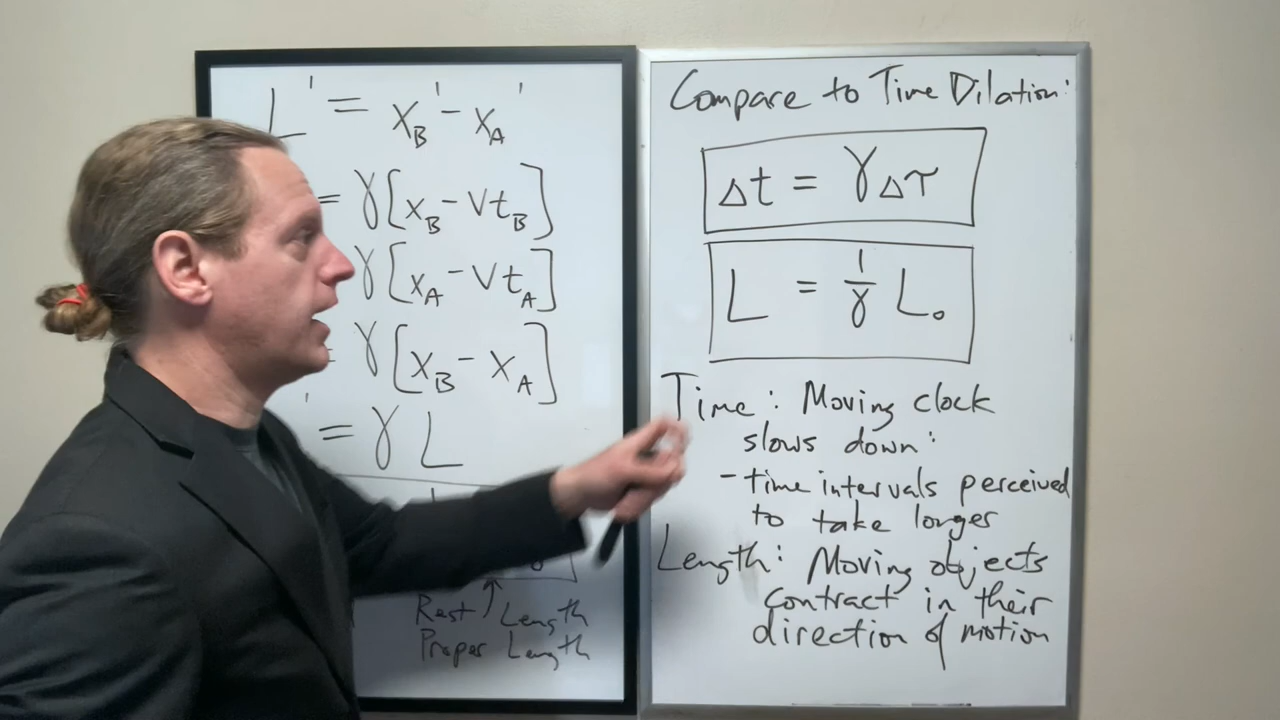 L' = x_B' - x_A'
= γ[x_B - Vt_B]
γ[x_A - Vt_A]
= γ[x_B - x_A]
' = γ L
Rest Length
Proper Length
Compare to Time Dilation:
Δt = γΔτ
L = 1/γ L₀
Time: Moving clock
slows down:
- time intervals perceived
to take longer
Length: Moving objects
contract in their
direction of motion